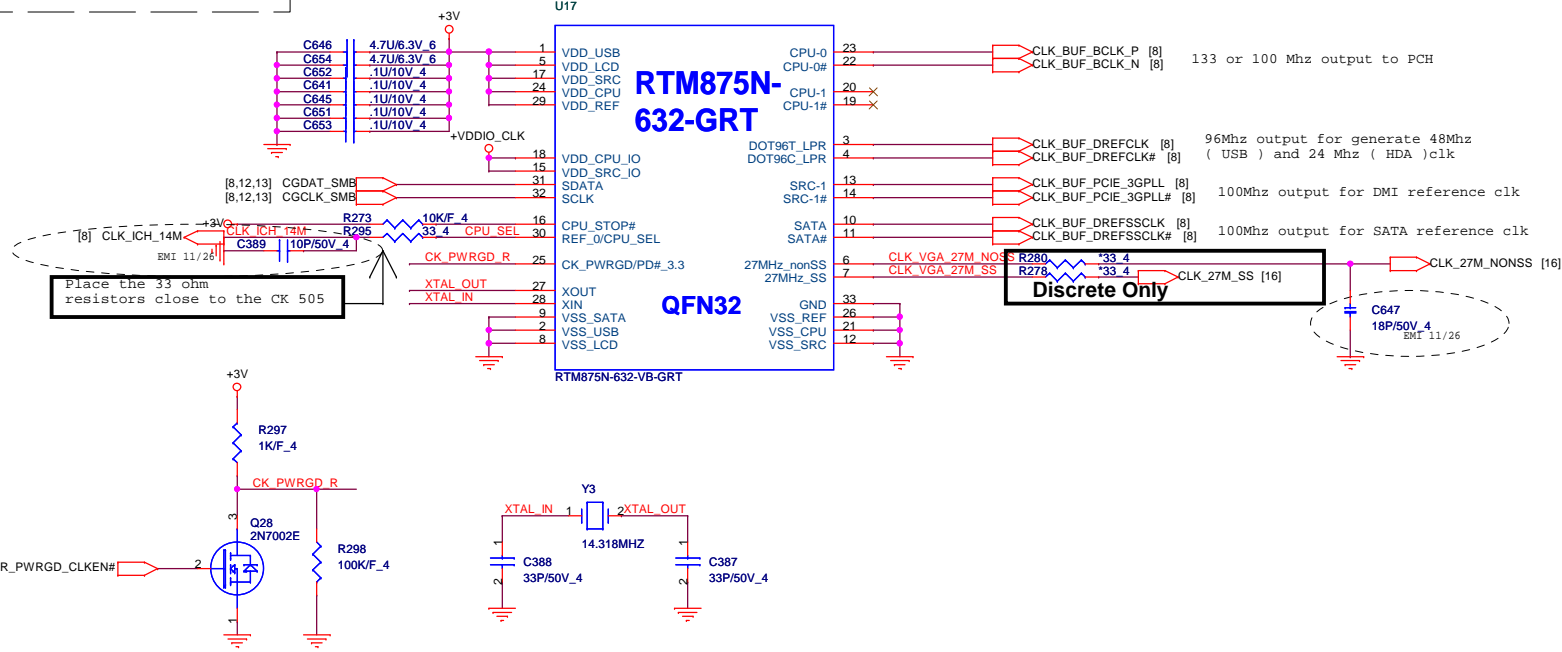 U17
+3V
C646 4.7U/6.3V_6
C654 4.7U/6.3V_6
C652 .1U/10V_4
C641 .1U/10V_4
C645 .1U/10V_4
C651 .1U/10V_4
C653 .1U/10V_4
1 VDD_USB
5 VDD_LCD
17 VDD_SRC
24 VDD_CPU
29 VDD_REF
+VDDIO_CLK
18 VDD_CPU_IO
15 VDD_SRC_IO
[8,12,13] CGDAT_SMB 31 SDATA
[8,12,13] CGCLK_SMB 32 SCLK
+3V R273 10K/F_4 16 CPU_STOP#
[8] CLK_ICH_14M CLK_ICH_14M R295 33_4 CPU_SEL 30 REF_0/CPU_SEL
C389 10P/50V_4
EMI 11/26
CK_PWRGD_R 25 CK_PWRGD/PD#_3.3
XTAL_OUT 27 XOUT
XTAL_IN 28 XIN
9 VSS_SATA
2 VSS_USB
8 VSS_LCD
Place the 33 ohm
resistors close to the CK 505
RTM875N-
632-GRT
QFN32
RTM875N-632-VB-GRT
CPU-0 23 CLK_BUF_BCLK_P [8]
CPU-0# 22 CLK_BUF_BCLK_N [8]
133 or 100 Mhz output to PCH
CPU-1 20
CPU-1# 19
DOT96T_LPR 3 CLK_BUF_DREFCLK [8]
DOT96C_LPR 4 CLK_BUF_DREFCLK# [8]
96Mhz output for generate 48Mhz
( USB ) and 24 Mhz ( HDA )clk
SRC-1 13 CLK_BUF_PCIE_3GPLL [8]
SRC-1# 14 CLK_BUF_PCIE_3GPLL# [8]
100Mhz output for DMI reference clk
SATA 10 CLK_BUF_DREFSSCLK [8]
SATA# 11 CLK_BUF_DREFSSCLK# [8]
100Mhz output for SATA reference clk
27MHz_nonSS 6 CLK_VGA_27M_NOSS R280 *33_4 CLK_27M_NONSS [16]
27MHz_SS 7 CLK_VGA_27M_SS R278 *33_4 CLK_27M_SS [16]
Discrete Only
GND 33
VSS_REF 26
VSS_CPU 21
VSS_SRC 12
C647
18P/50V_4
EMI 11/26
+3V
R297
1K/F_4
CK_PWRGD_R
3
Q28
2N7002E
R_PWRGD_CLKEN# 2
1
R298
100K/F_4
Y3
XTAL_IN 1 2 XTAL_OUT
14.318MHZ
1
C388
33P/50V_4
2
1
C387
33P/50V_4
2